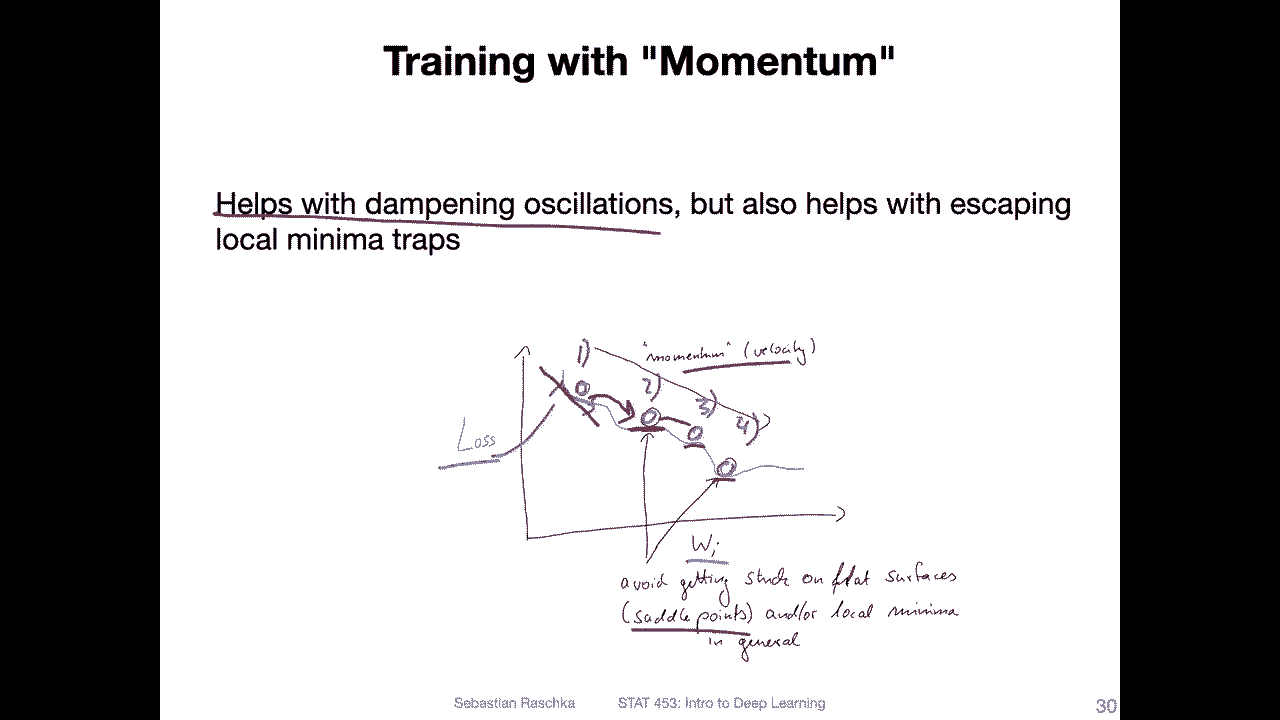 Training with "Momentum"
Helps with dampening oscillations, but also helps with escaping
local minima traps
1)
"momentum" (velocity)
2)
3)
4)
Loss
Wi
avoid getting stuck on flat surfaces
(saddle points) and/or local minima
in general
Sebastian Raschka STAT 453: Intro to Deep Learning 30